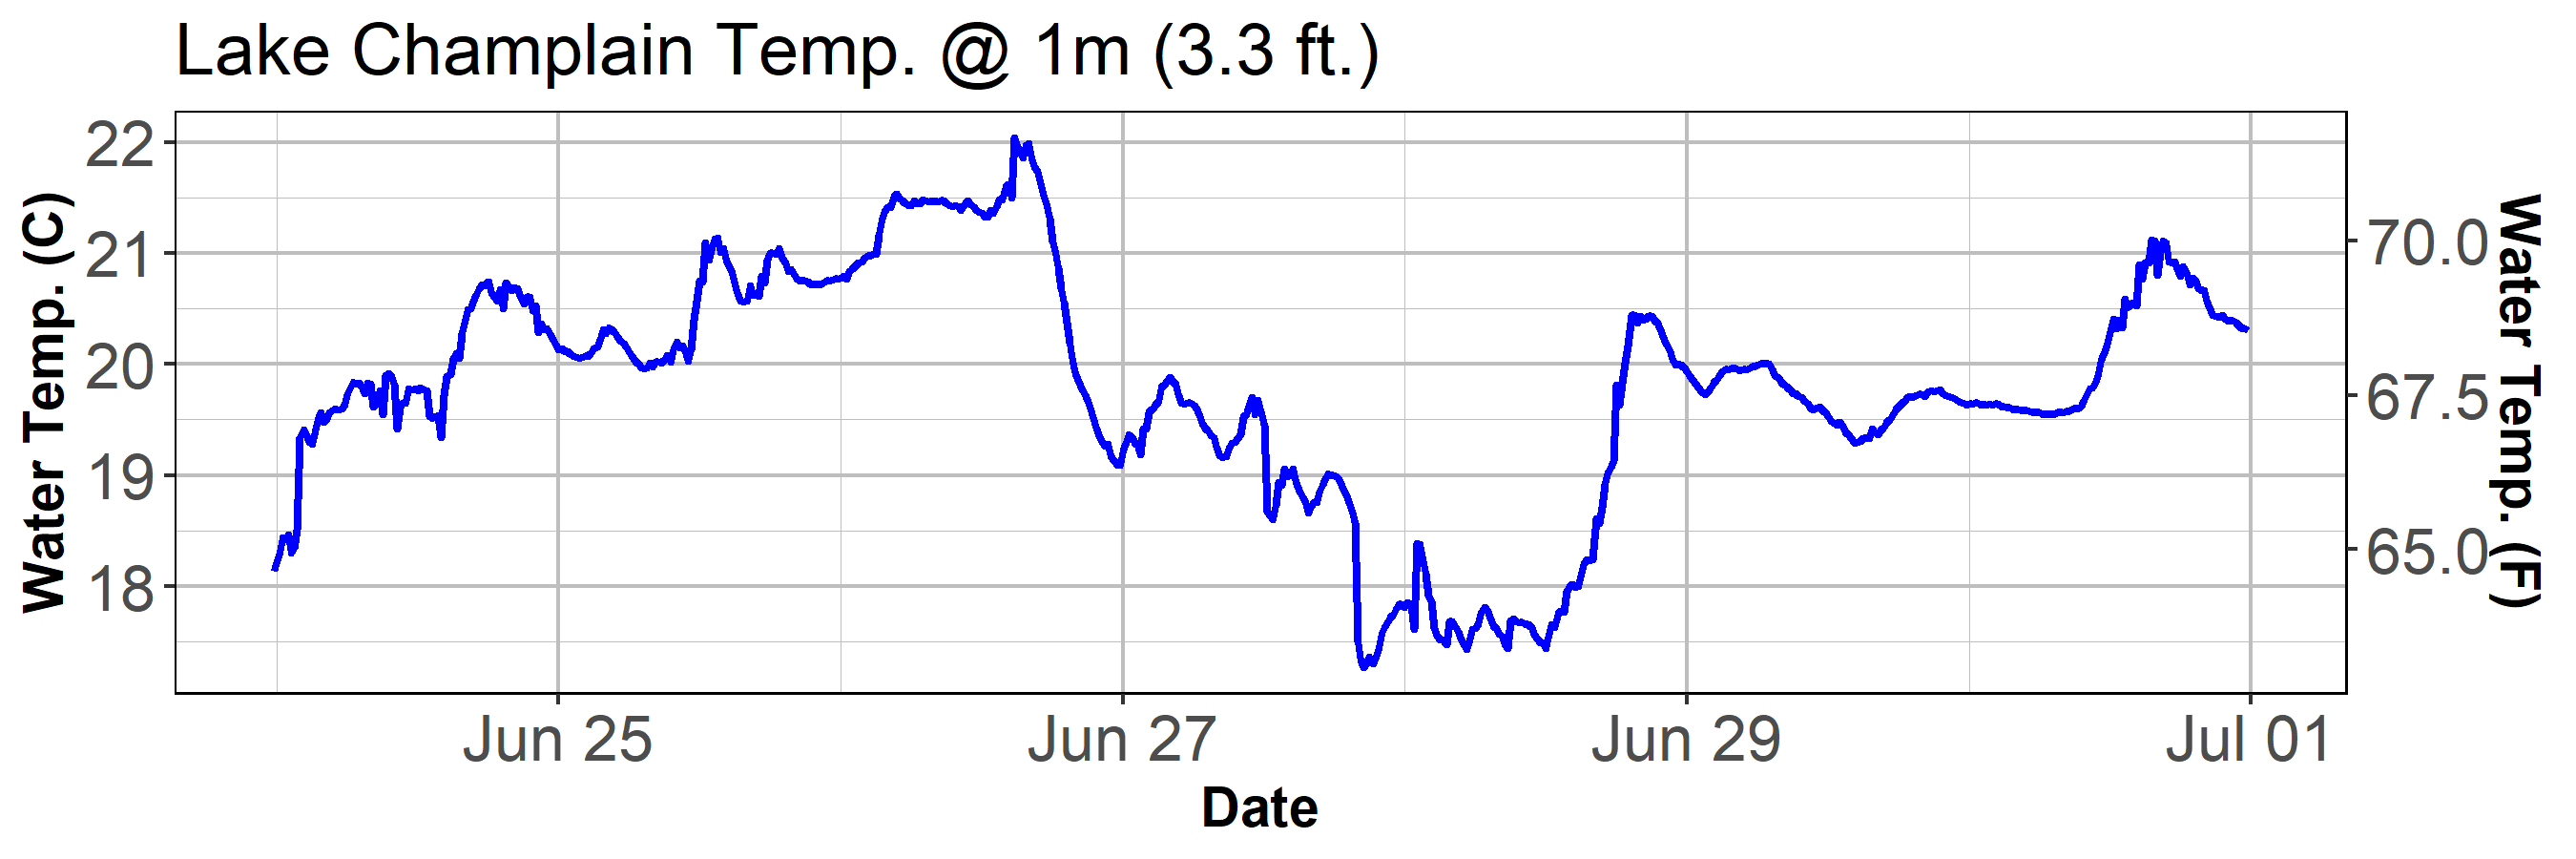 Lake Champlain Temp. @ 1m (3.3 ft.)
Water Temp. (C)
22
21
20
19
18
70.0
67.5
65.0
Water Temp. (F)
Jun 25 Jun 27 Jun 29 Jul 01
Date